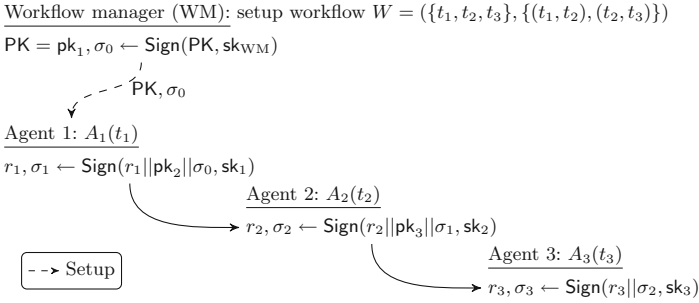 Workflow manager (WM): setup workflow W = ({t₁, t₂, t₃}, {(t₁, t₂), (t₂, t₃)})
PK = pk₁, σ₀ ← Sign(PK, sk_WM)
PK, σ₀
Agent 1: A₁(t₁)
r₁, σ₁ ← Sign(r₁||pk₂||σ₀, sk₁)
Agent 2: A₂(t₂)
r₂, σ₂ ← Sign(r₂||pk₃||σ₁, sk₂)
Agent 3: A₃(t₃)
r₃, σ₃ ← Sign(r₃||σ₂, sk₃)
Setup